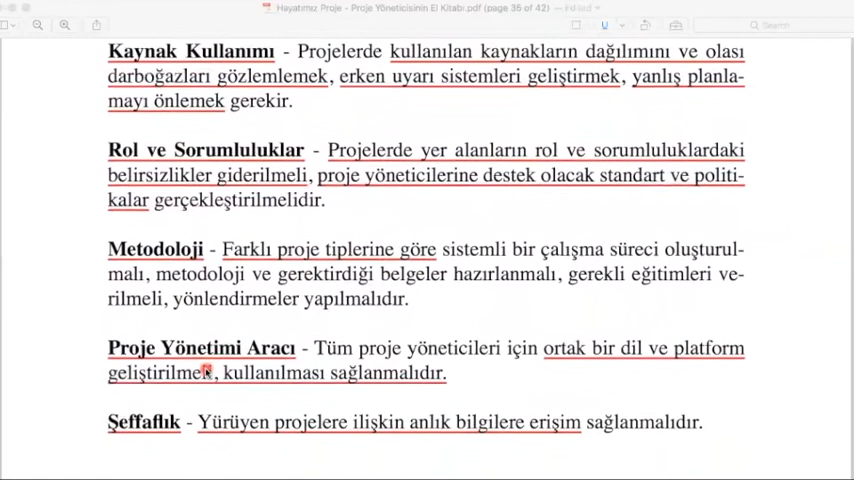 Hayatımız Proje - Proje Yöneticisinin El Kitabı.pdf (page 35 of 42)
Search
Kaynak Kullanımı - Projelerde kullanılan kaynakların dağılımını ve olası
darboğazları gözlemlemek, erken uyarı sistemleri geliştirmek, yanlış planla-
mayı önlemek gerekir.
Rol ve Sorumluluklar - Projelerde yer alanların rol ve sorumluluklardaki
belirsizlikler giderilmeli, proje yöneticilerine destek olacak standart ve politi-
kalar gerçekleştirilmelidir.
Metodoloji - Farklı proje tiplerine göre sistemli bir çalışma süreci oluşturul-
malı, metodoloji ve gerektirdiği belgeler hazırlanmalı, gerekli eğitimleri ve-
rilmeli, yönlendirmeler yapılmalıdır.
Proje Yönetimi Aracı - Tüm proje yöneticileri için ortak bir dil ve platform
kullanılması sağlanmalıdır.
Şeffaflık - Yürüyen projelere ilişkin anlık bilgilere erişim sağlanmalıdır.